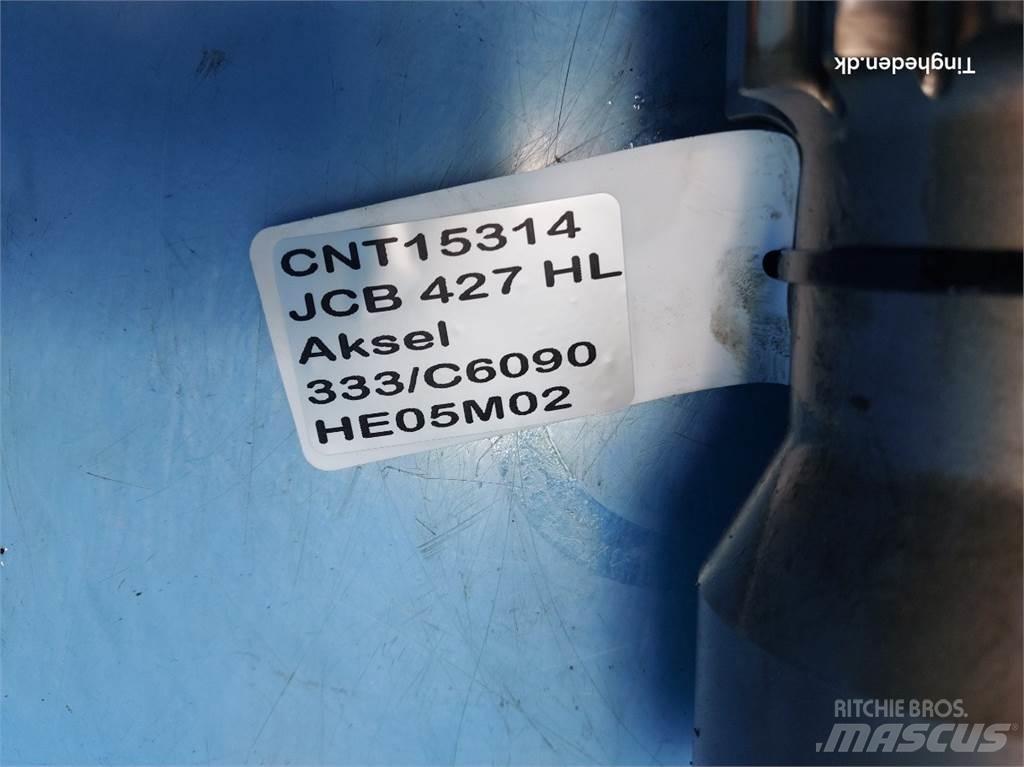 Tingheden.dk
CNT15314
JCB 427 HL
Aksel
333/C6090
HE05M02
RITCHIE BROS.
MASCUS